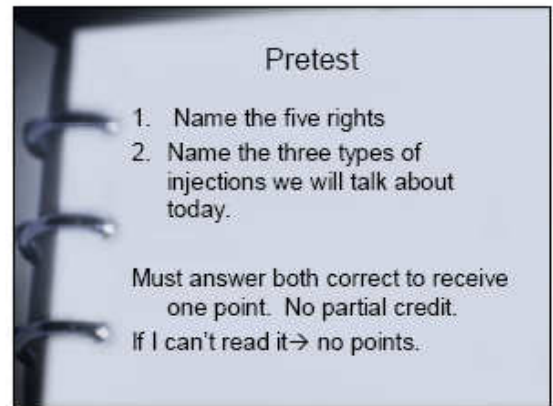 Pretest
1. Name the five rights
2. Name the three types of
injections we will talk about
today.
Must answer both correct to receive
one point. No partial credit.
If I can't read it→ no points.